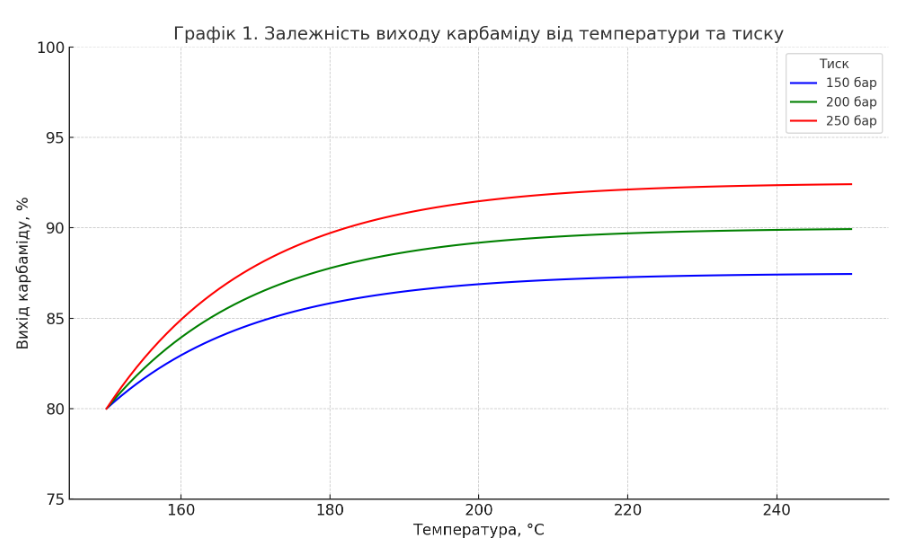 Графік 1. Залежність виходу карбаміду від температури та тиску
100
95
90
85
80
75
Вихід карбаміду, %
Тиск
150 бар
200 бар
250 бар
160
180
200
220
240
Температура, °C